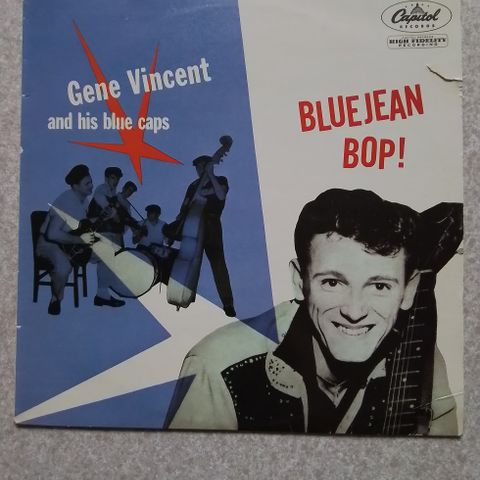 Capitol
RECORDS
HIGH FIDELITY
RECORDING
Gene Vincent
and his blue caps
BLUEJEAN
BOP!